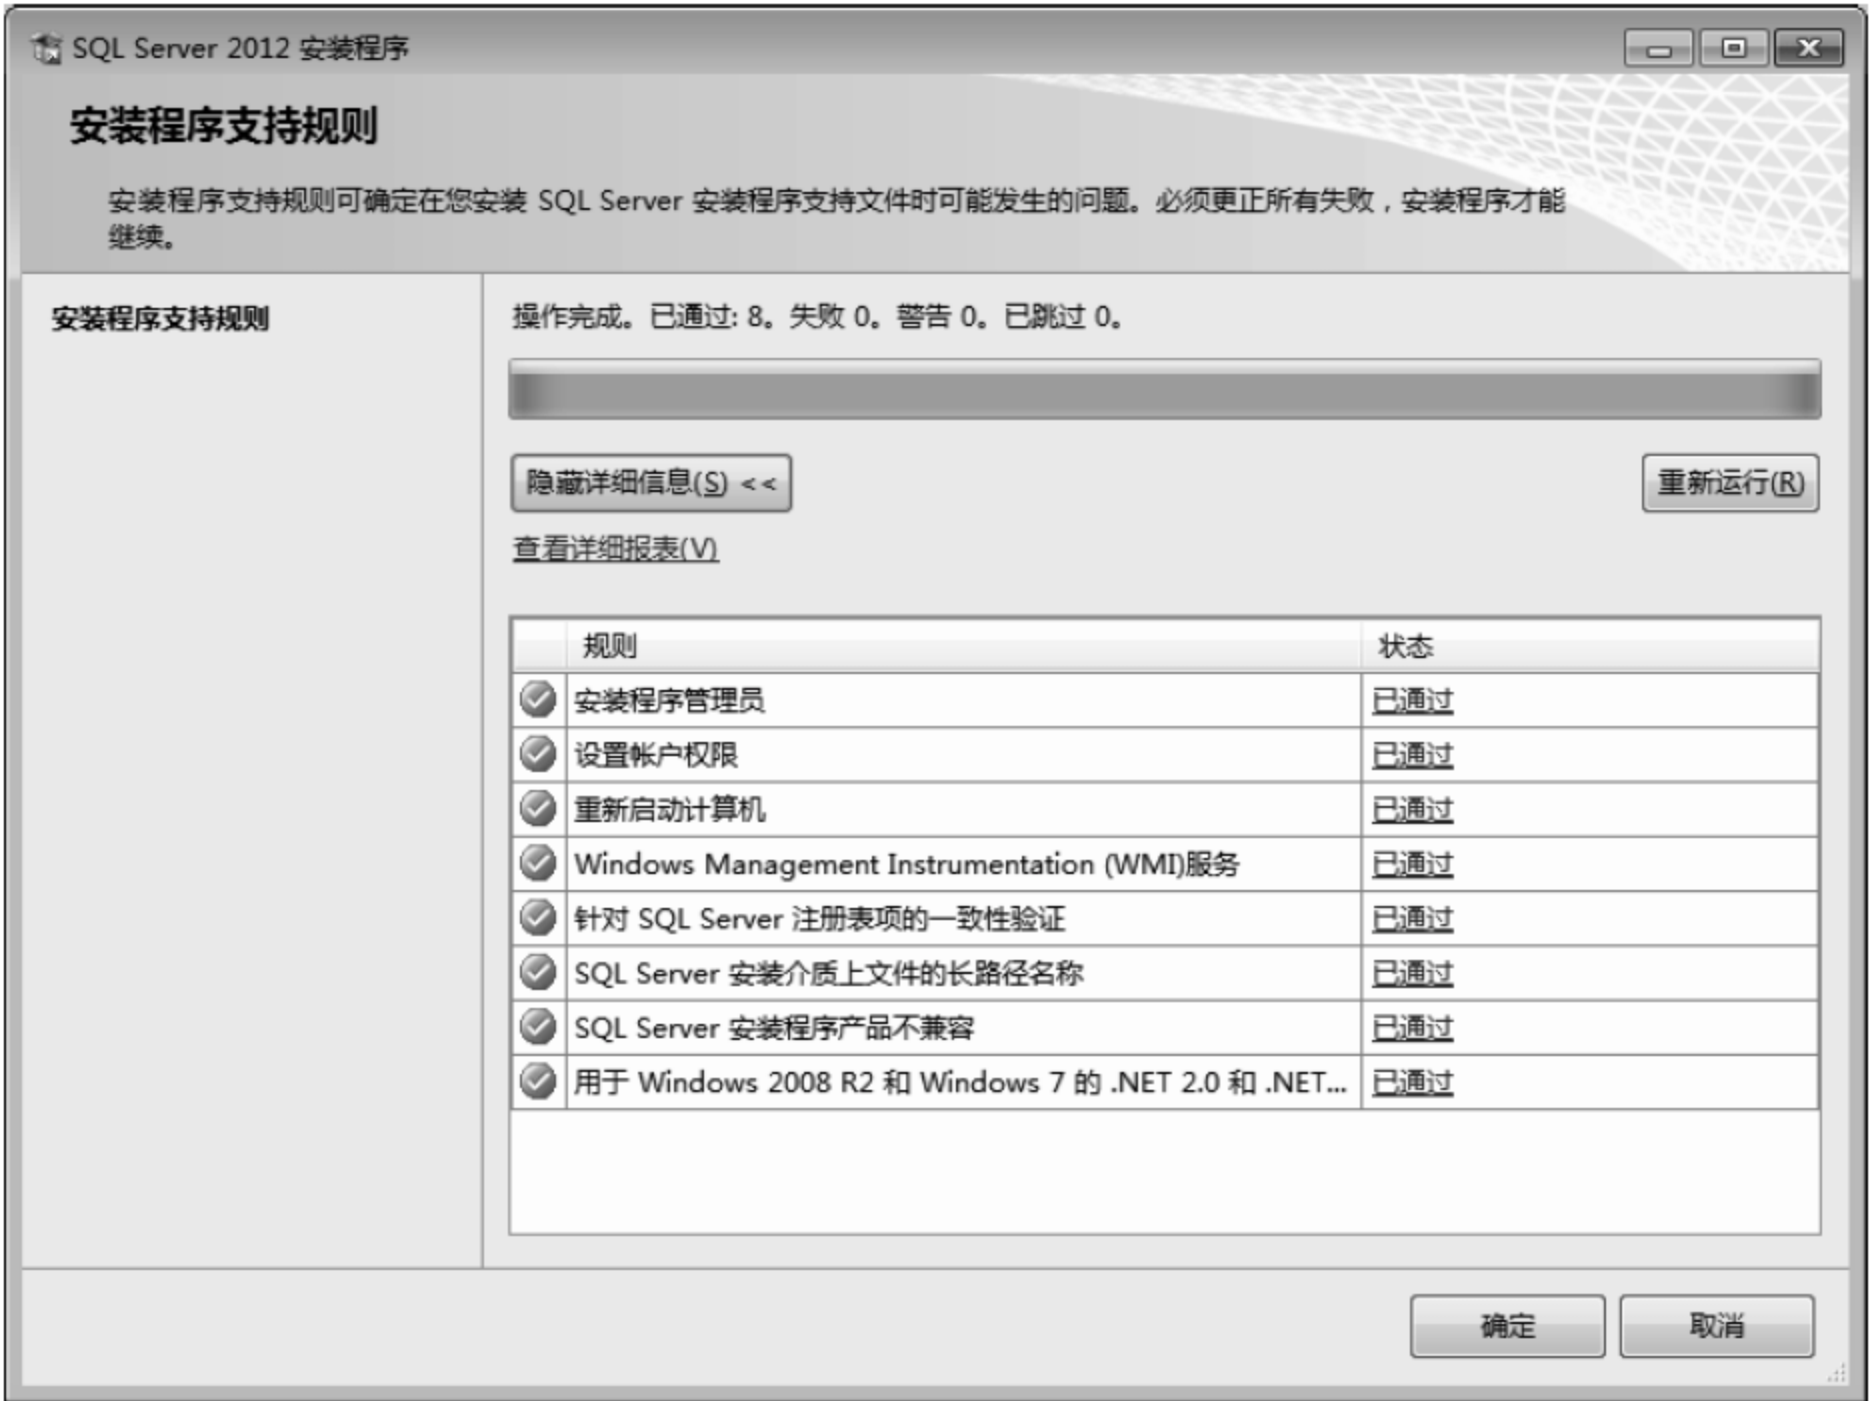 SQL Server 2012 安装程序
安装程序支持规则
安装程序支持规则可确定在您安装 SQL Server 安装程序支持文件时可能发生的问题。必须更正所有失败，安装程序才能
继续。
安装程序支持规则
操作完成。已通过: 8。失败 0。警告 0。已跳过 0。
隐藏详细信息(S) <<
重新运行(R)
查看详细报表(V)
规则 状态
安装程序管理员 已通过
设置帐户权限 已通过
重新启动计算机 已通过
Windows Management Instrumentation (WMI)服务 已通过
针对 SQL Server 注册表项的一致性验证 已通过
SQL Server 安装介质上文件的长路径名称 已通过
SQL Server 安装程序产品不兼容 已通过
用于 Windows 2008 R2 和 Windows 7 的 .NET 2.0 和 .NET... 已通过
确定 取消